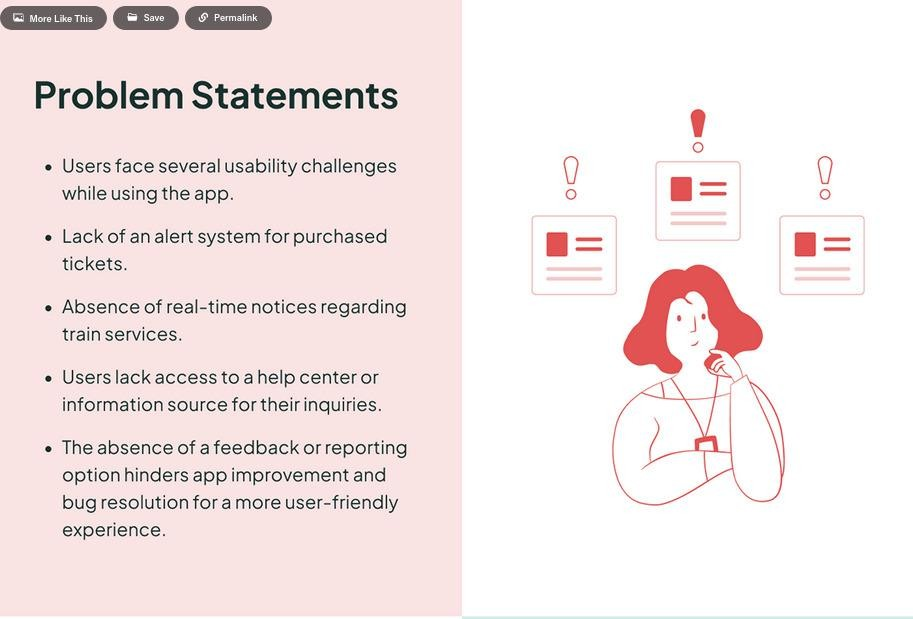 More Like This
Save
Permalink
Problem Statements
• Users face several usability challenges
while using the app.
• Lack of an alert system for purchased
tickets.
• Absence of real-time notices regarding
train services.
• Users lack access to a help center or
information source for their inquiries.
• The absence of a feedback or reporting
option hinders app improvement and
bug resolution for a more user-friendly
experience.